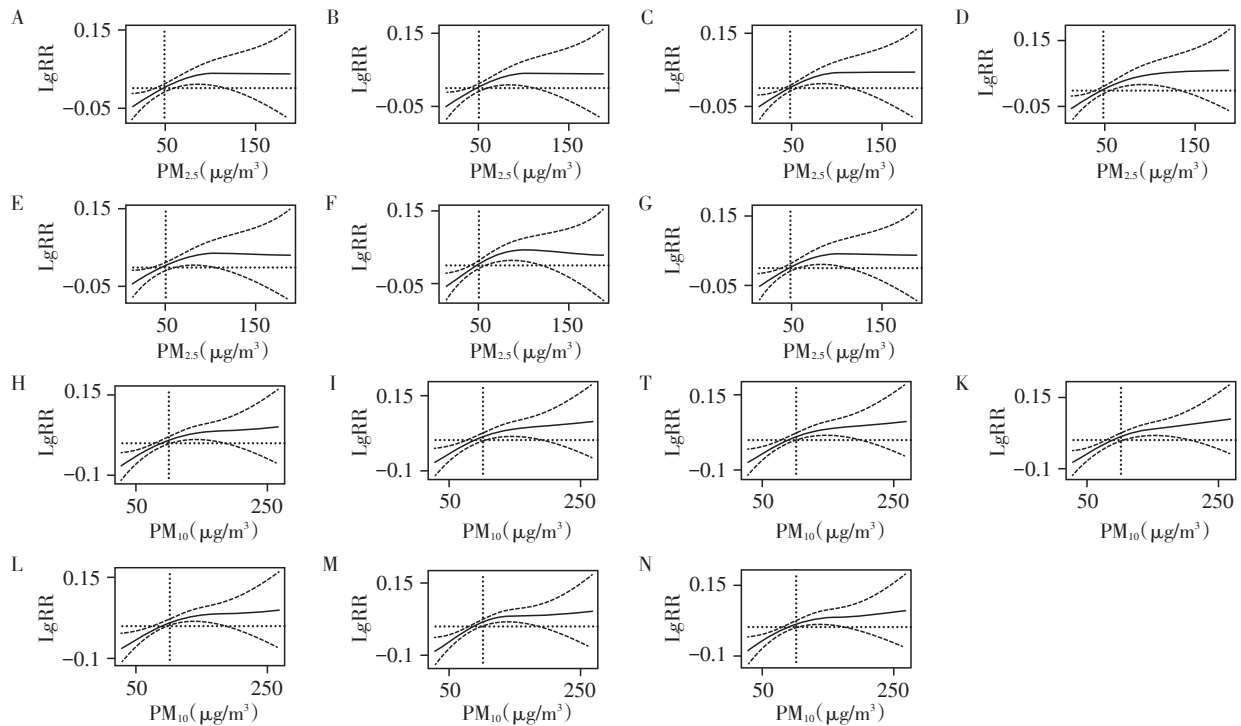 A
LgRR
0.15
−0.05
50
150
PM2.5(μg/m³)
B
LgRR
0.15
−0.05
50
150
PM2.5(μg/m³)
C
LgRR
0.15
−0.05
50
150
PM2.5(μg/m³)
D
LgRR
0.15
−0.05
50
150
PM2.5(μg/m³)
E
LgRR
0.15
−0.05
50
150
PM2.5(μg/m³)
F
LgRR
0.15
−0.05
50
150
PM2.5(μg/m³)
G
LgRR
0.15
−0.05
50
150
PM2.5(μg/m³)
H
LgRR
0.15
−0.1
50
250
PM10(μg/m³)
I
LgRR
0.15
−0.1
50
250
PM10(μg/m³)
T
LgRR
0.15
−0.1
50
250
PM10(μg/m³)
K
LgRR
0.15
−0.1
50
250
PM10(μg/m³)
L
LgRR
0.15
−0.1
50
250
PM10(μg/m³)
M
LgRR
0.15
−0.1
50
250
PM10(μg/m³)
N
LgRR
0.15
−0.1
50
250
PM10(μg/m³)